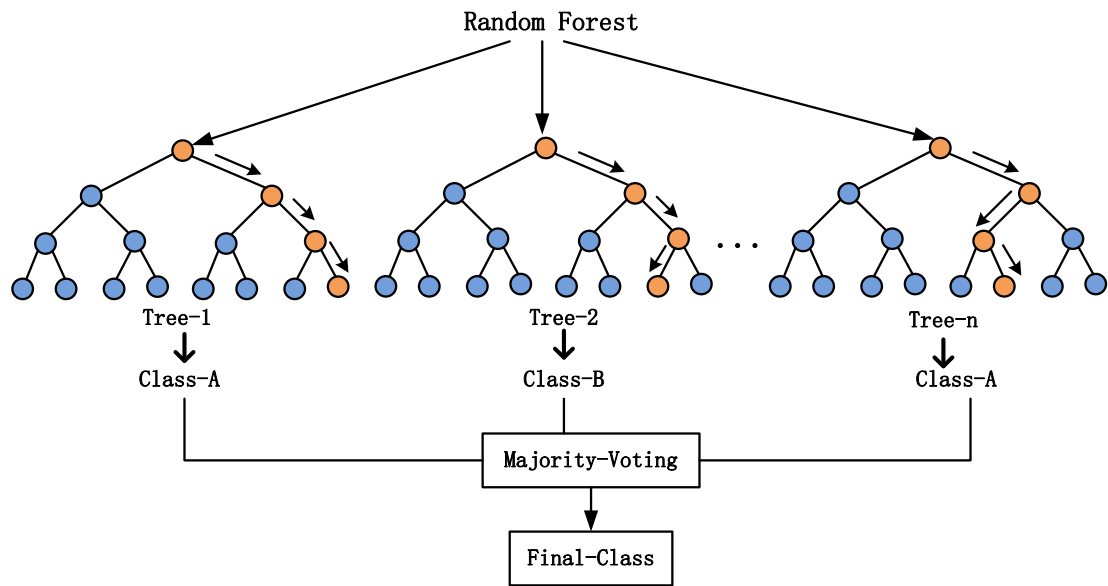 Random Forest
...
Tree-1
Tree-2
Tree-n
Class-A
Class-B
Class-A
Majority-Voting
Final-Class